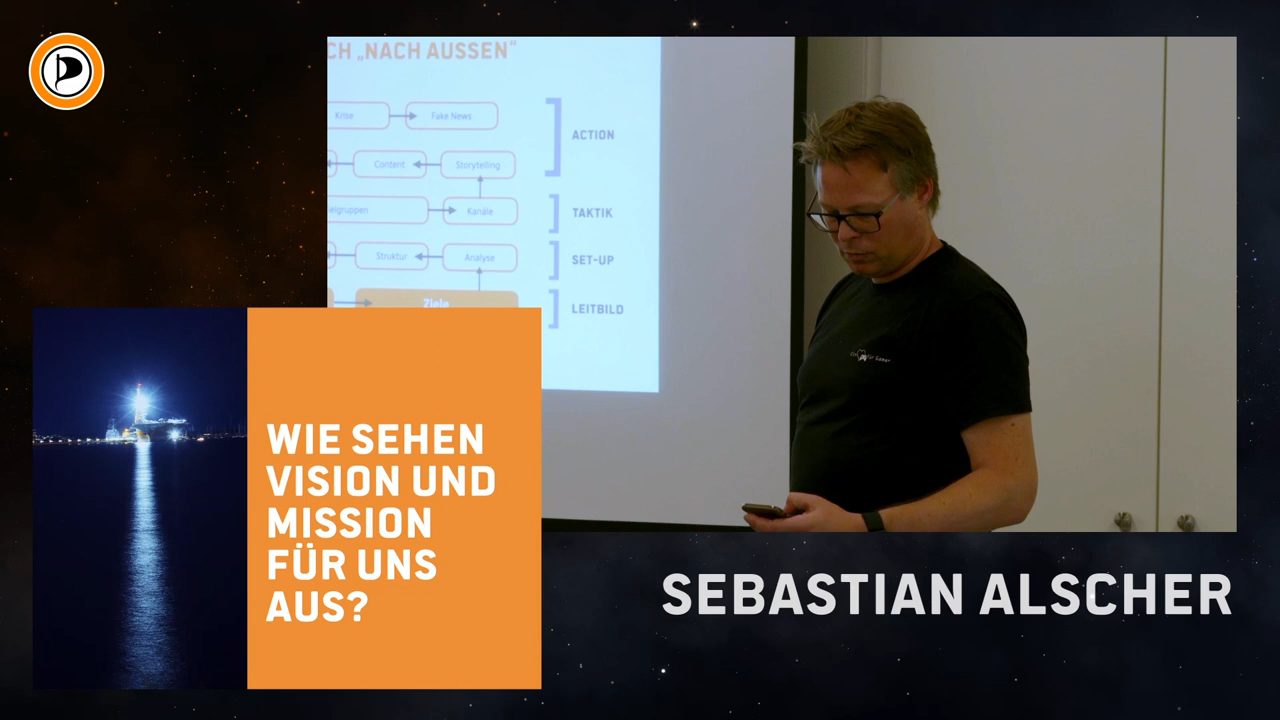 CH „NACH AUSSEN“
Krise
Fake News
ACTION
Content
Storytelling
elgruppen
Kanäle
TAKTIK
Struktur
Analyse
SET-UP
Ziele
LEITBILD
WIE SEHEN
VISION UND
MISSION
FÜR UNS
AUS?
SEBASTIAN ALSCHER